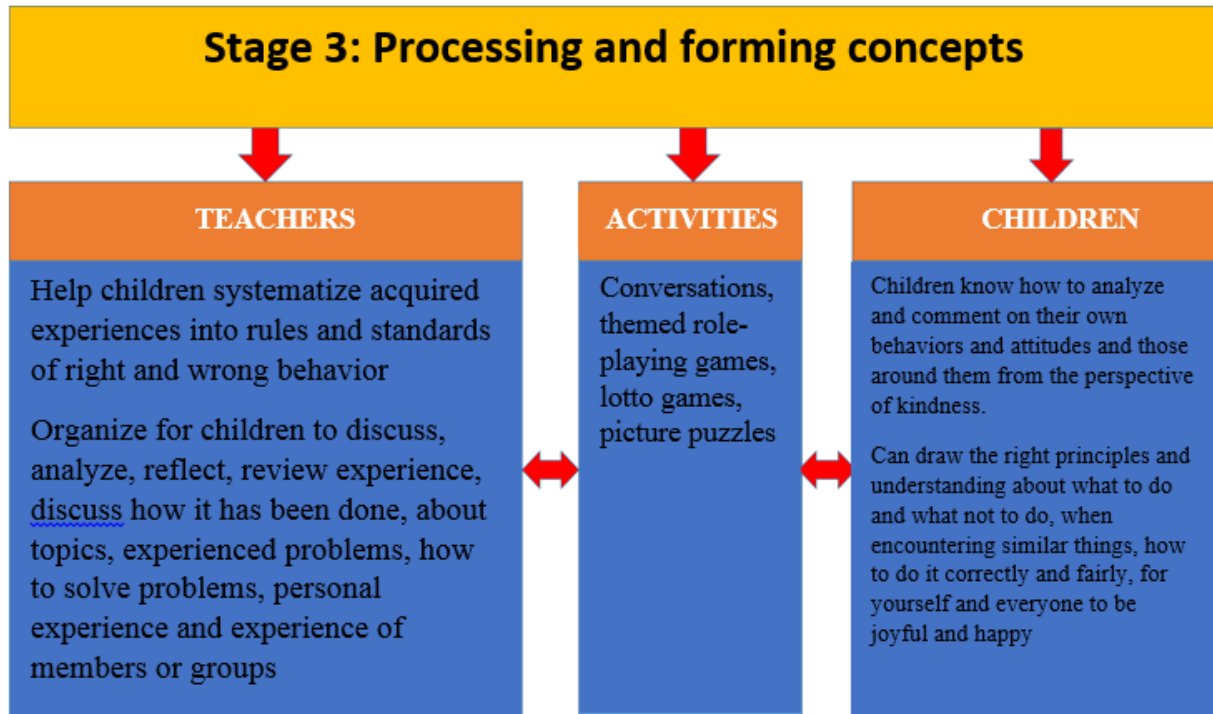 Stage 3: Processing and forming concepts
TEACHERS
Help children systematize acquired
experiences into rules and standards
of right and wrong behavior
Organize for children to discuss,
analyze, reflect, review experience,
discuss how it has been done, about
topics, experienced problems, how
to solve problems, personal
experience and experience of
members or groups
ACTIVITIES
Conversations,
themed role-
playing games,
lotto games,
picture puzzles
CHILDREN
Children know how to analyze
and comment on their own
behaviors and attitudes and those
around them from the perspective
of kindness.
Can draw the right principles and
understanding about what to do
and what not to do, when
encountering similar things, how
to do it correctly and fairly, for
yourself and everyone to be
joyful and happy